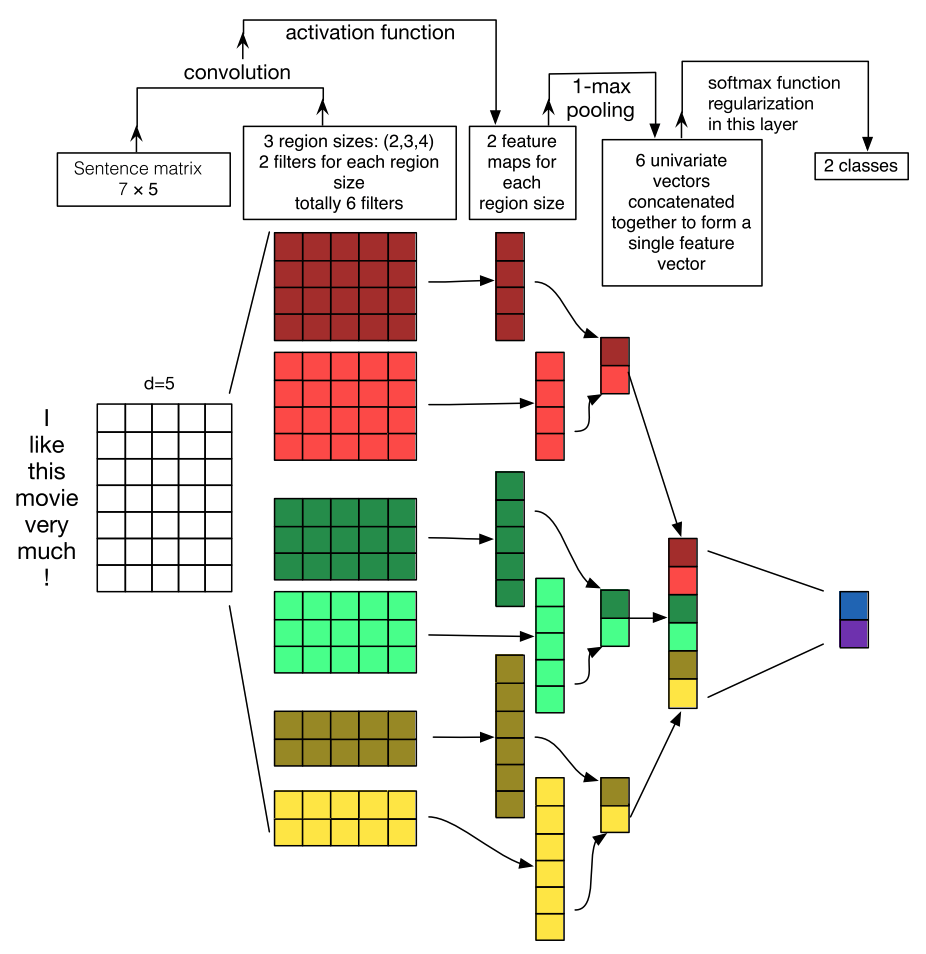 activation function
convolution
1-max
pooling
softmax function
regularization
in this layer
Sentence matrix
7 × 5
3 region sizes: (2,3,4)
2 filters for each region
size
totally 6 filters
2 feature
maps for
each
region size
6 univariate
vectors
concatenated
together to form a
single feature
vector
2 classes
d=5
I
like
this
movie
very
much
!